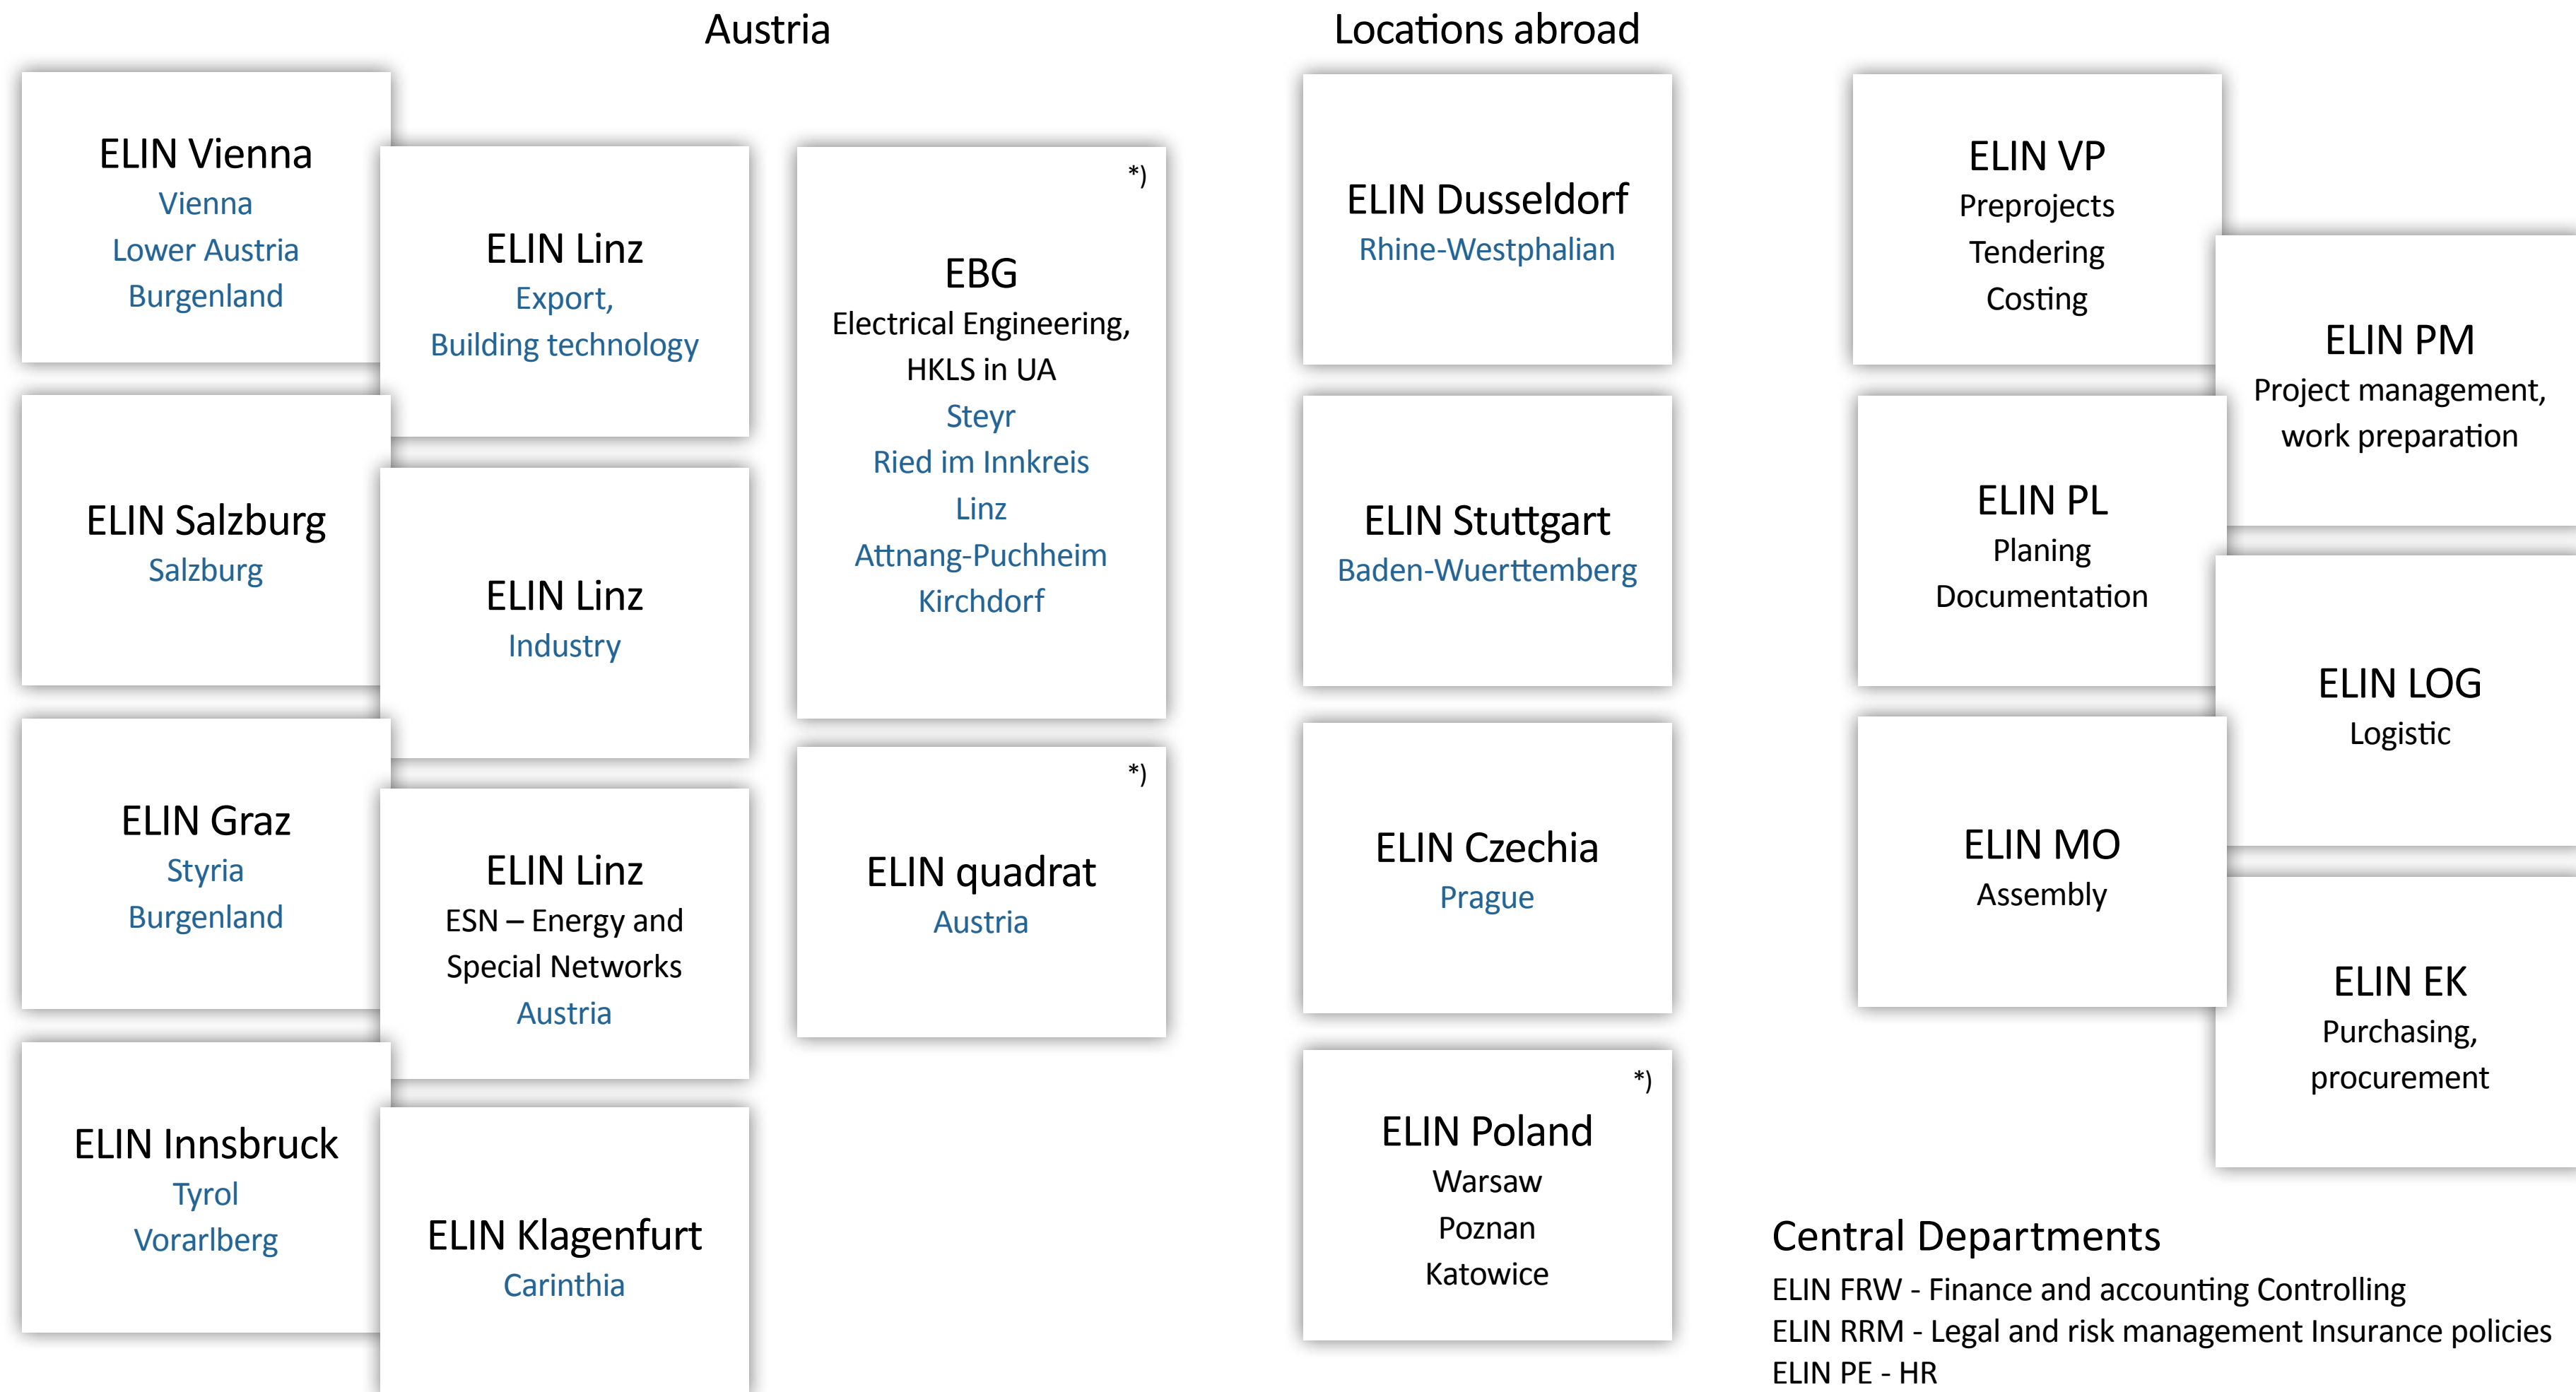 Austria
ELIN Vienna
Vienna
Lower Austria
Burgenland
ELIN Salzburg
Salzburg
ELIN Graz
Styria
Burgenland
ELIN Innsbruck
Tyrol
Vorarlberg
ELIN Linz
Export,
Building technology
ELIN Linz
Industry
ELIN Linz
ESN – Energy and
Special Networks
Austria
ELIN Klagenfurt
Carinthia
*)
EBG
Electrical Engineering,
HKLS in UA
Steyr
Ried im Innkreis
Linz
Attnang-Puchheim
Kirchdorf
*)
ELIN quadrat
Austria
Locations abroad
ELIN Dusseldorf
Rhine-Westphalian
ELIN Stuttgart
Baden-Wuerttemberg
ELIN Czechia
Prague
*)
ELIN Poland
Warsaw
Poznan
Katowice
ELIN VP
Preprojects
Tendering
Costing
ELIN PL
Planing
Documentation
ELIN MO
Assembly
ELIN PM
Project management,
work preparation
ELIN LOG
Logistic
ELIN EK
Purchasing,
procurement
Central Departments
ELIN FRW - Finance and accounting Controlling
ELIN RRM - Legal and risk management Insurance policies
ELIN PE - HR